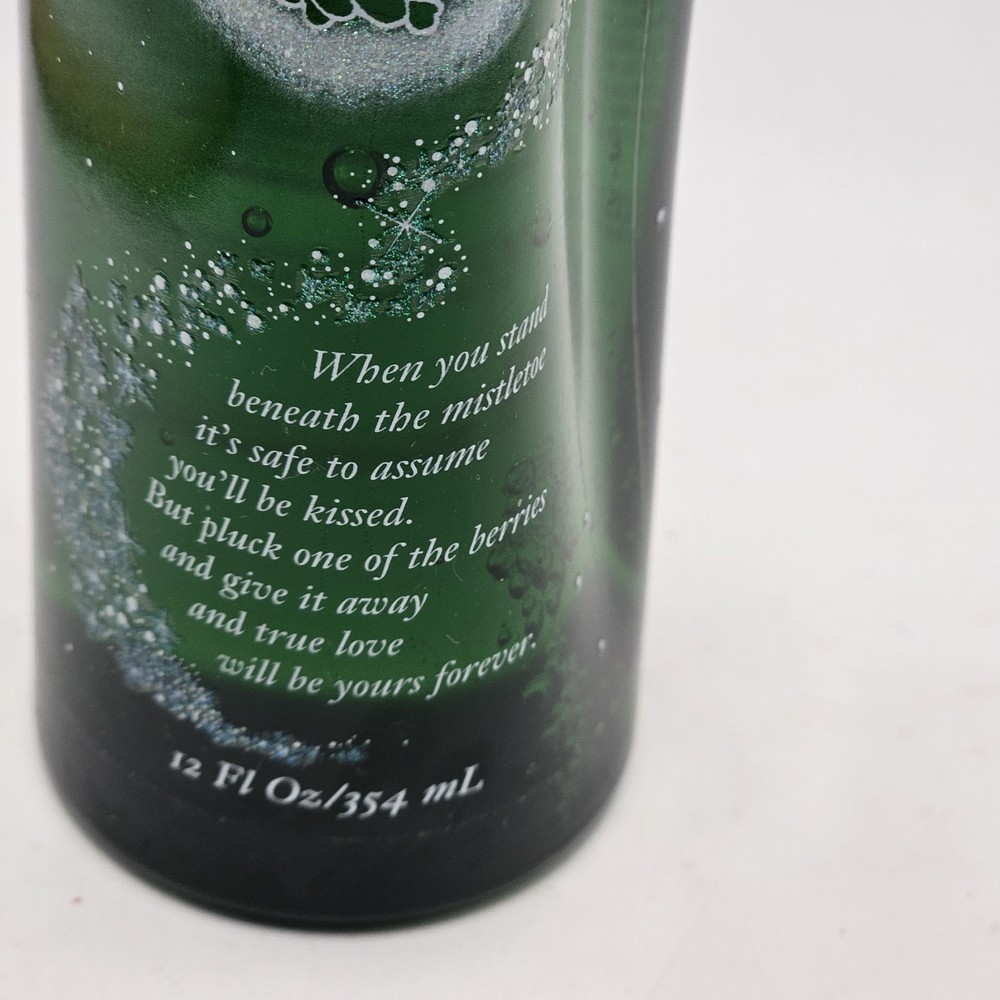 When you stand
beneath the mistletoe
it's safe to assume
you'll be kissed.
But pluck one of the berries
and give it away
and true love
will be yours forever.
12 Fl Oz/354 mL